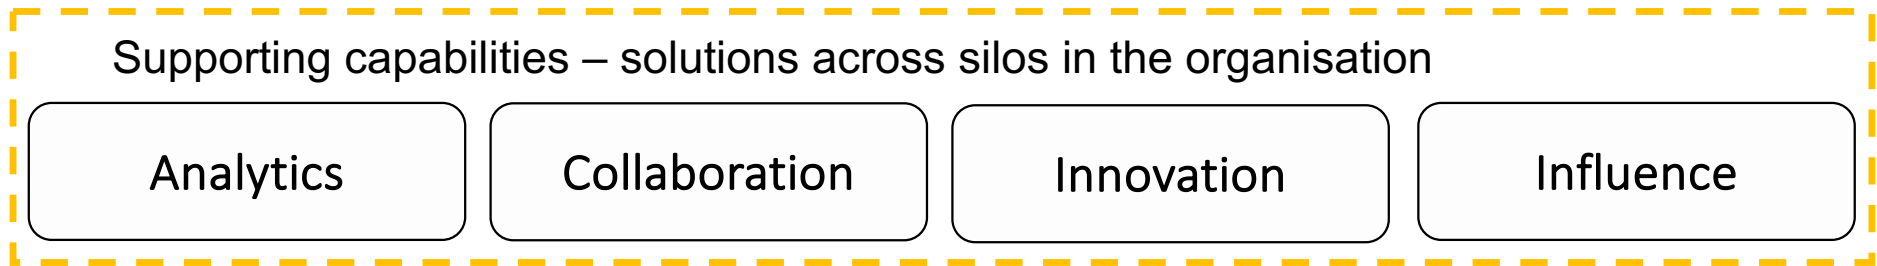 Supporting capabilities – solutions across silos in the organisation
Analytics
Collaboration
Innovation
Influence